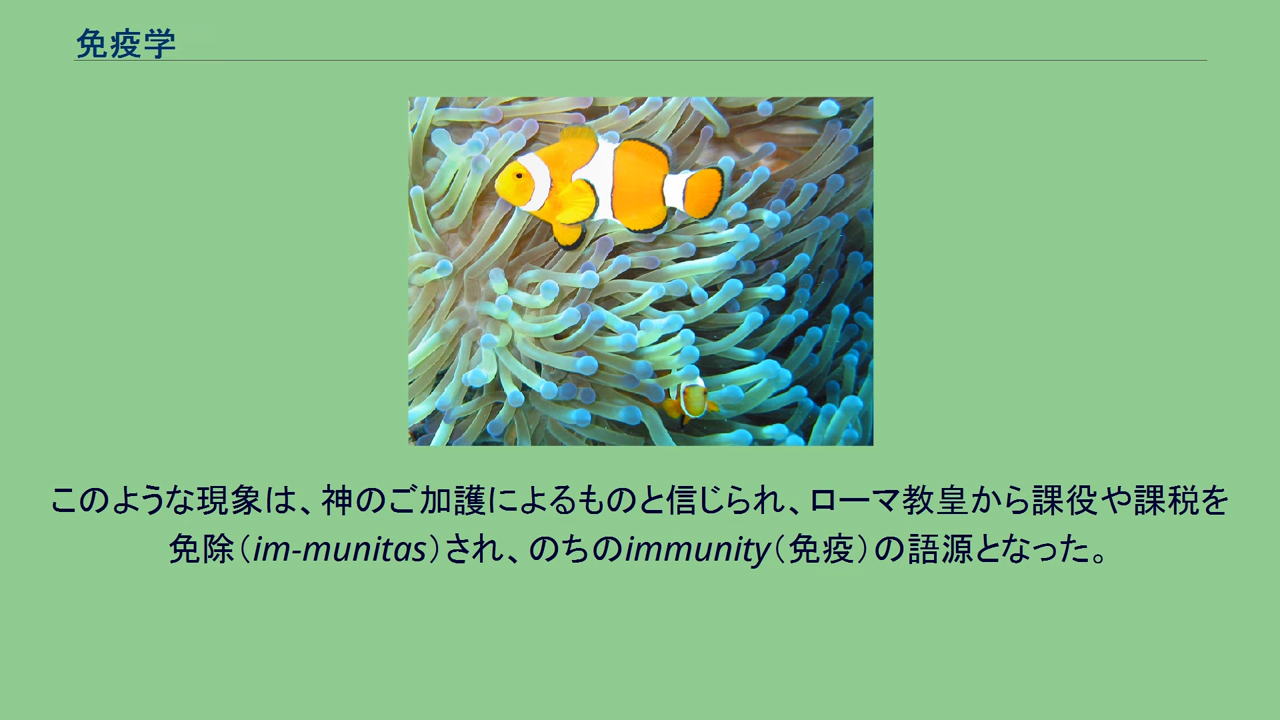 免疫学
このような現象は、神のご加護によるものと信じられ、ローマ教皇から課役や課税を
免除（im-munitas）され、のちのimmunity（免疫）の語源となった。